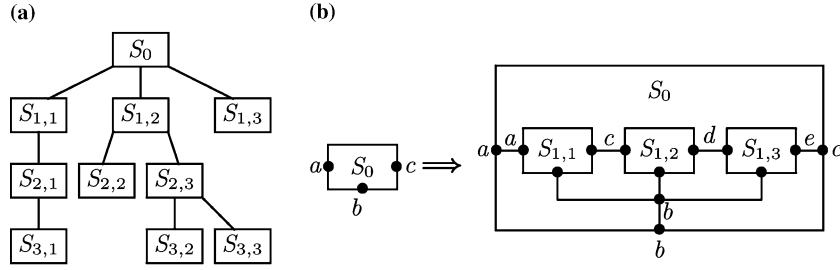 (a)
S0
S1,1 S1,2 S1,3
S2,1 S2,2 S2,3
S3,1 S3,2 S3,3
(b)
a S0 c
b
S0
a a S1,1 c S1,2 d S1,3 e c
b
b